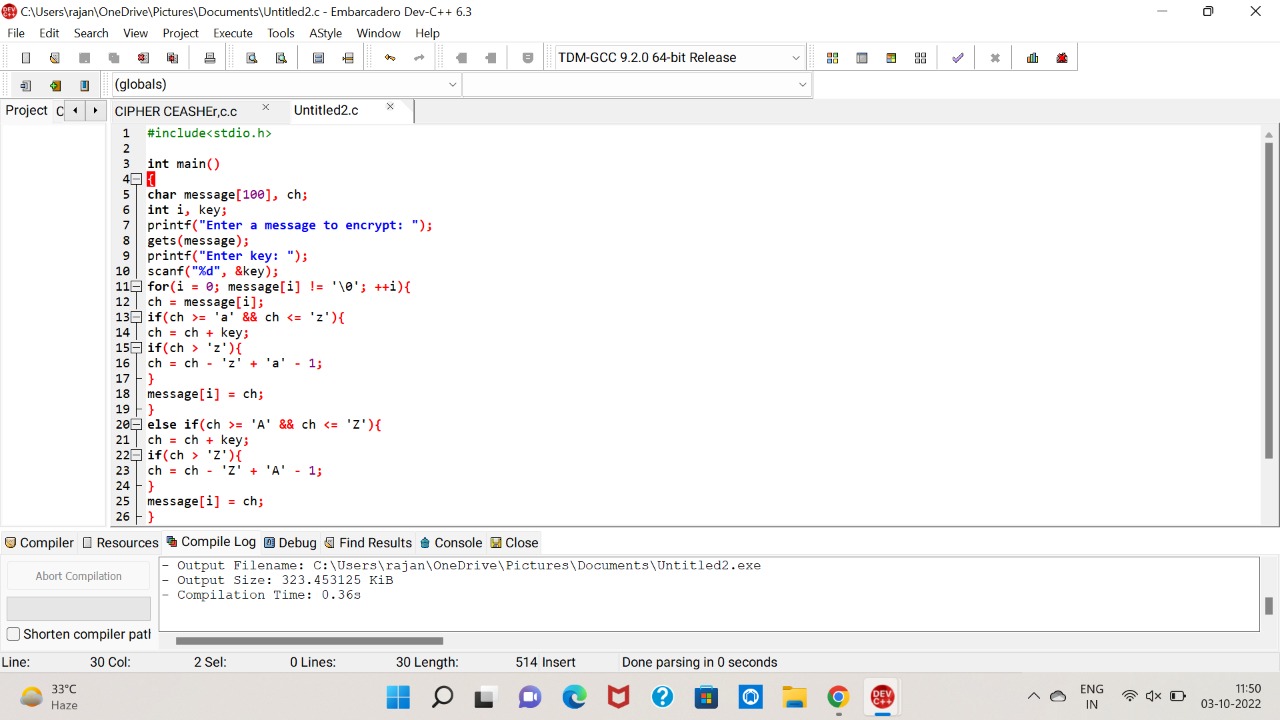 C:\Users\rajan\OneDrive\Pictures\Documents\Untitled2.c - Embarcadero Dev-C++ 6.3
File Edit Search View Project Execute Tools AStyle Window Help
TDM-GCC 9.2.0 64-bit Release
(globals)
Project C CIPHER CEASHEr,c.c Untitled2.c
1 #include<stdio.h>
2
3 int main()
4 {
5 char message[100], ch;
6 int i, key;
7 printf("Enter a message to encrypt: ");
8 gets(message);
9 printf("Enter key: ");
10 scanf("%d", &key);
11 for(i = 0; message[i] != '\0'; ++i){
12 ch = message[i];
13 if(ch >= 'a' && ch <= 'z'){
14 ch = ch + key;
15 if(ch > 'z'){
16 ch = ch - 'z' + 'a' - 1;
17 }
18 message[i] = ch;
19 }
20 else if(ch >= 'A' && ch <= 'Z'){
21 ch = ch + key;
22 if(ch > 'Z'){
23 ch = ch - 'Z' + 'A' - 1;
24 }
25 message[i] = ch;
26 }
Compiler Resources Compile Log Debug Find Results Console Close
Abort Compilation
Shorten compiler patl
- Output Filename: C:\Users\rajan\OneDrive\Pictures\Documents\Untitled2.exe
- Output Size: 323.453125 KiB
- Compilation Time: 0.36s
Line: 30 Col: 2 Sel: 0 Lines: 30 Length: 514 Insert Done parsing in 0 seconds
33°C
Haze
DEV
C++
ENG
IN
11:50
03-10-2022